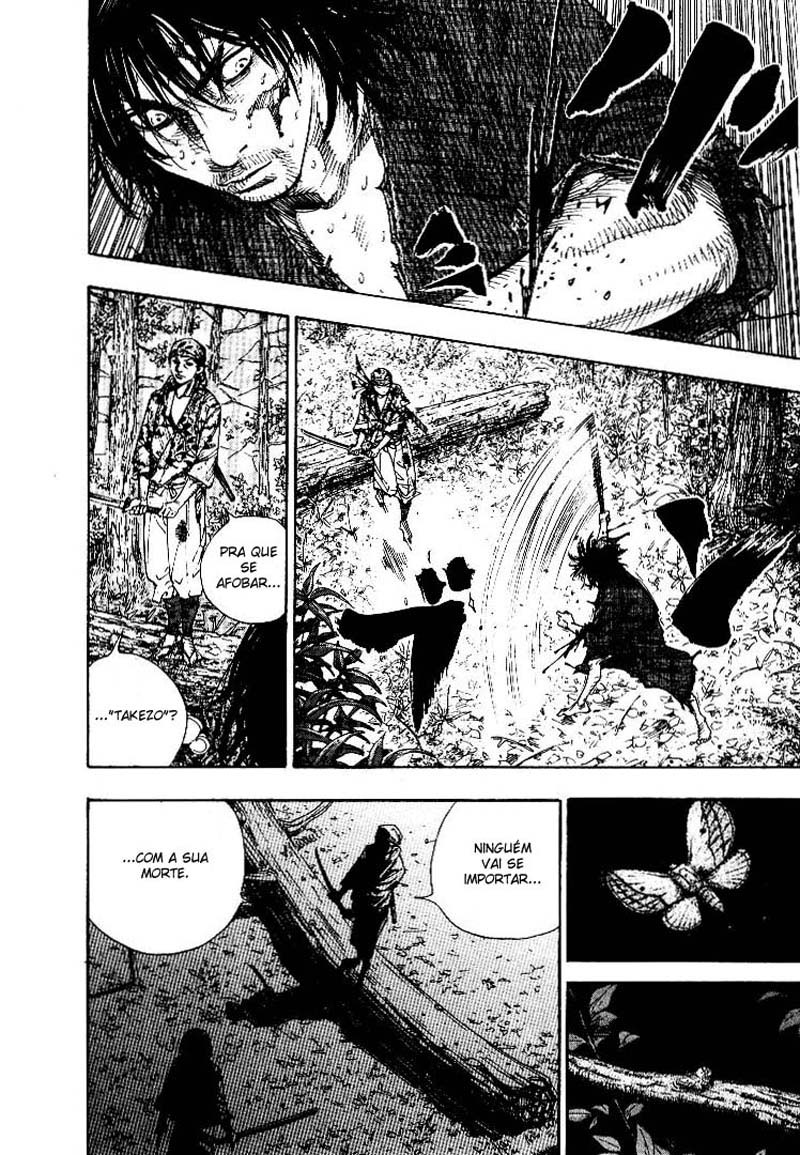 PRA QUE
SE
AFOBAR...
..."TAKEZO"?
NINGUÉM
VAI SE
IMPORTAR...
...COM A SUA
MORTE.